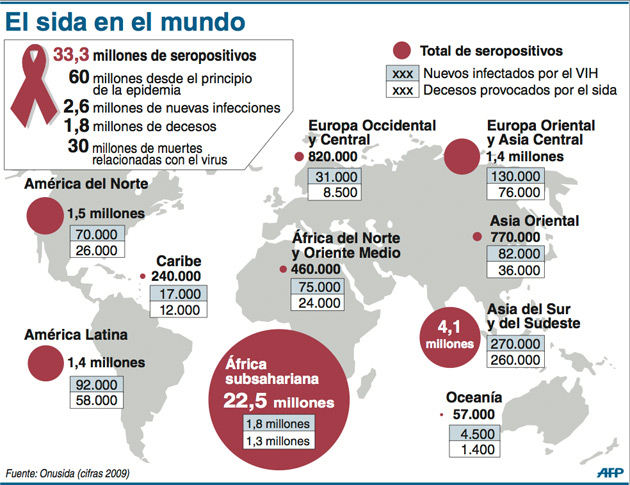 El sida en el mundo
33,3 millones de seropositivos
60 millones desde el principio
de la epidemia
2,6 millones de nuevas infecciones
1,8 millones de decesos
30 millones de muertes
relacionadas con el virus
Total de seropositivos
xxx Nuevos infectados por el VIH
xxx Decesos provocados por el sida
América del Norte
1,5 millones
70.000
26.000
Caribe
240.000
17.000
12.000
América Latina
1,4 millones
92.000
58.000
Europa Occidental
y Central
820.000
31.000
8.500
África del Norte
y Oriente Medio
460.000
75.000
24.000
África
subsahariana
22,5 millones
1,8 millones
1,3 millones
Europa Oriental
y Asia Central
1,4 millones
130.000
76.000
Asia Oriental
770.000
82.000
36.000
Asia del Sur
y del Sudeste
4,1
millones
270.000
260.000
Oceanía
57.000
4.500
1.400
Fuente: Onusida (cifras 2009)
AFP